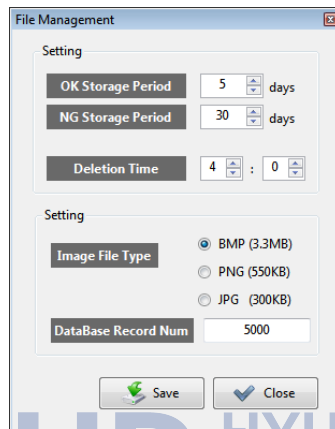 File Management
Setting
OK Storage Period 5 days
NG Storage Period 30 days
Deletion Time 4 : 0
Setting
Image File Type
BMP (3.3MB)
PNG (550KB)
JPG (300KB)
DataBase Record Num 5000
Save Close